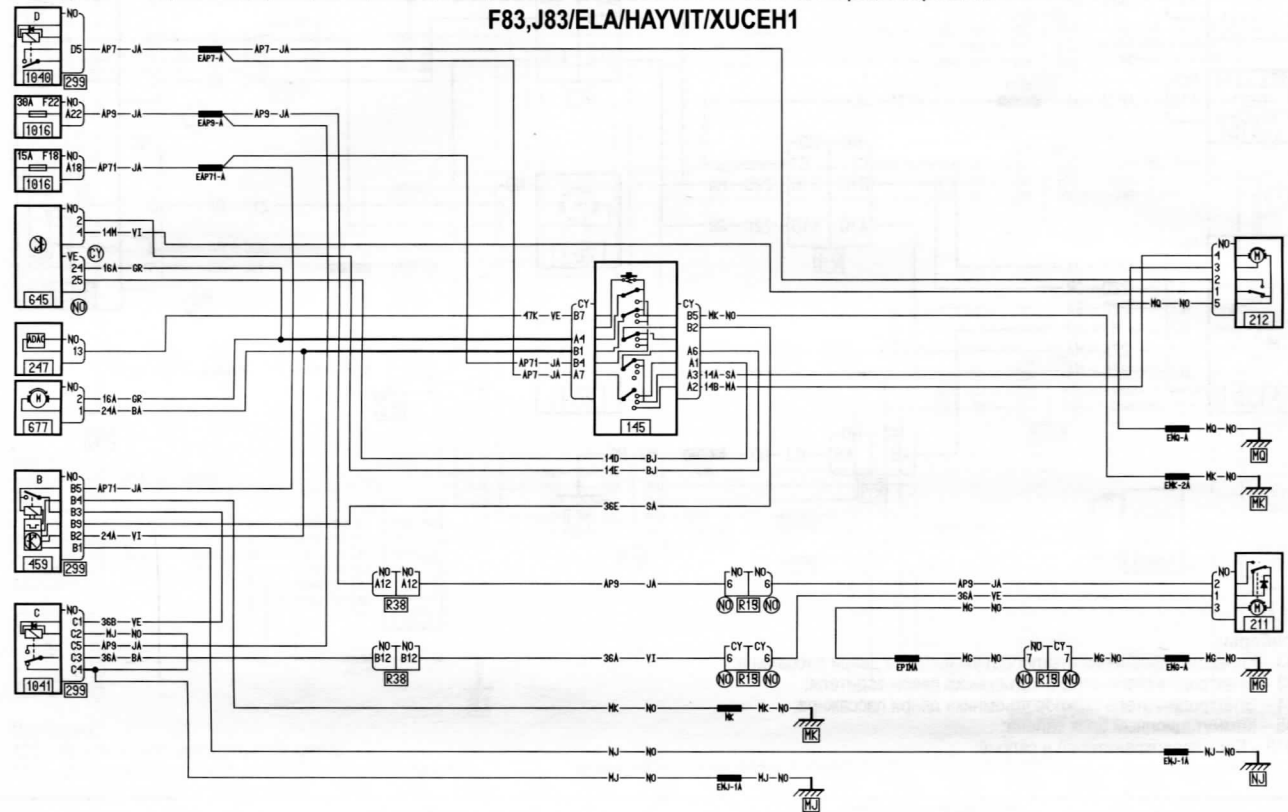 F83,J83/ELA/HAYVIT/XUCEH1
D
NO
D5 AP7 JA EAP7-A AP7 JA
1040 299
30A F22 NO
A22 AP9 JA EAP9-A AP9 JA
1016
15A F18 NO
A18 AP71 JA EAP71-A
1016
NO
2
4 14M VI
VE CY
24 16A GR
25
645 NO
ADAC NO
13
247
NO
M 2 16A GR
1 24A BA
677
CY CY
47K VE B7 B5 MK-NO
B2
A4
B1 A6
AP71-JA B4 A1
AP7-JA A7 A3 14A-SA
A2 14B-MA
145
14D BJ
14E BJ
36E SA
NO
4 M
3
2
1
MQ NO 5
212
EMQ-A MQ-NO
MQ
EMK-2A MK-NO
MK
B NO
B5 AP71 JA
B4
B3
B9
B2 24A VI
B1
459 299
NO NO
A12 A12
R38
AP9 JA
NO NO
6 6
NO R19 NO
AP9 JA
36A VE
MG NO
NO
2
1
3 M
211
C NO
C1 36B VE
C2 MJ NO
C5 AP9 JA
C3 36A BA
C4
1041 299
NO NO
B12 B12
R38
36A VI
CY CY
6 6
NO R19 NO
EPINA MG NO
NO CY
7 7
NO R19 NO
MG-NO EMG-A MG-NO
MG
MK NO MK MK NO
MK
NJ NO ENJ-1A NJ-NO
NJ
MJ NO EMJ-1A MJ-NO
MJ